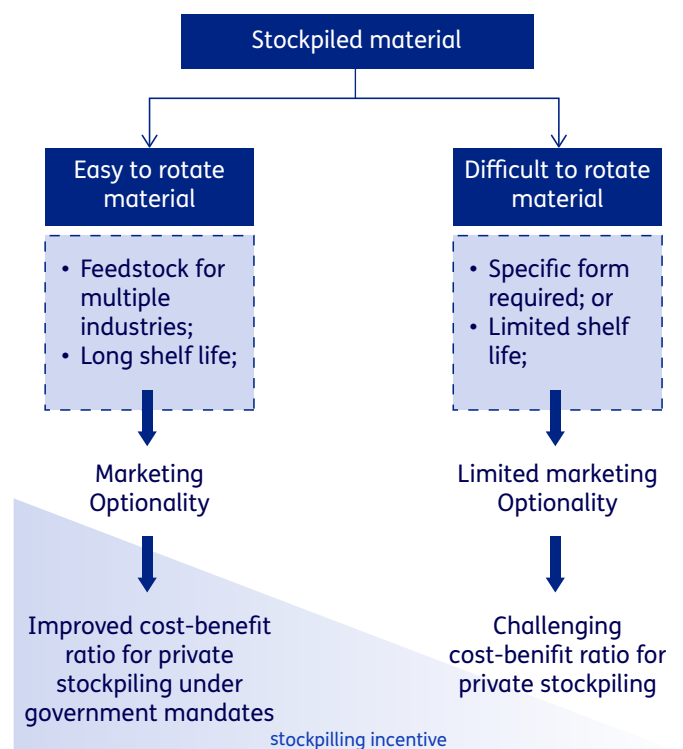 Stockpiled material
Easy to rotate
material
• Feedstock for
multiple
industries;
• Long shelf life;
Marketing
Optionality
Improved cost-benefit
ratio for private
stockpiling under
government mandates
Difficult to rotate
material
• Specific form
required; or
• Limited shelf
life;
Limited marketing
Optionality
Challenging
cost-benifit ratio for
private stockpiling
stockpilling incentive